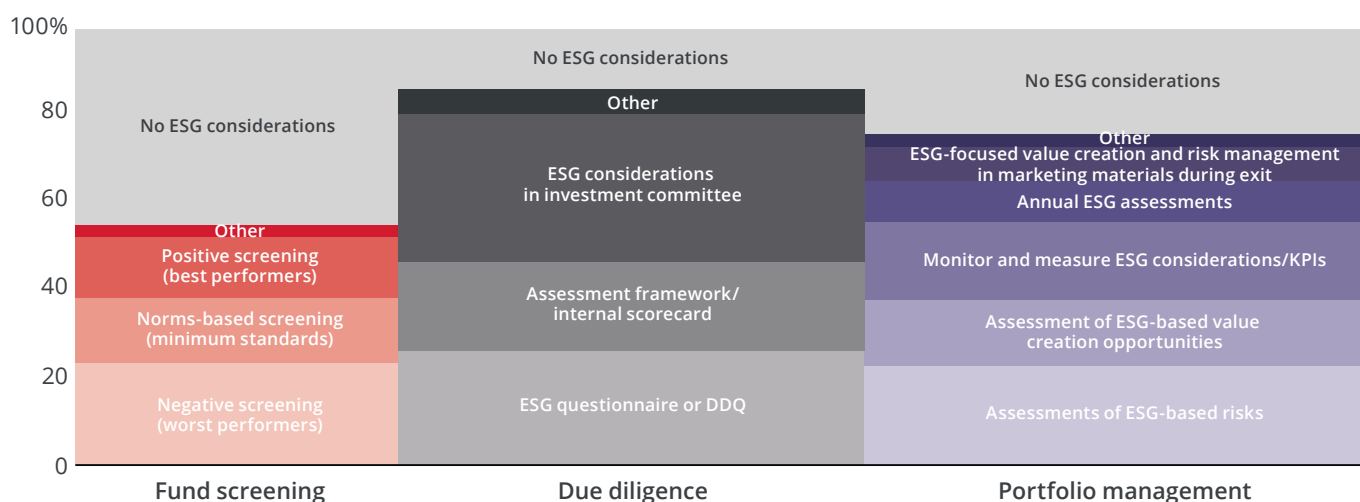 100%
80
60
40
20
0
No ESG considerations
Other
Positive screening
(best performers)
Norms-based screening
(minimum standards)
Negative screening
(worst performers)
Fund screening
No ESG considerations
Other
ESG considerations
in investment committee
Assessment framework/
internal scorecard
ESG questionnaire or DDQ
Due diligence
No ESG considerations
Other
ESG-focused value creation and risk management
in marketing materials during exit
Annual ESG assessments
Monitor and measure ESG considerations/KPIs
Assessment of ESG-based value
creation opportunities
Assessments of ESG-based risks
Portfolio management